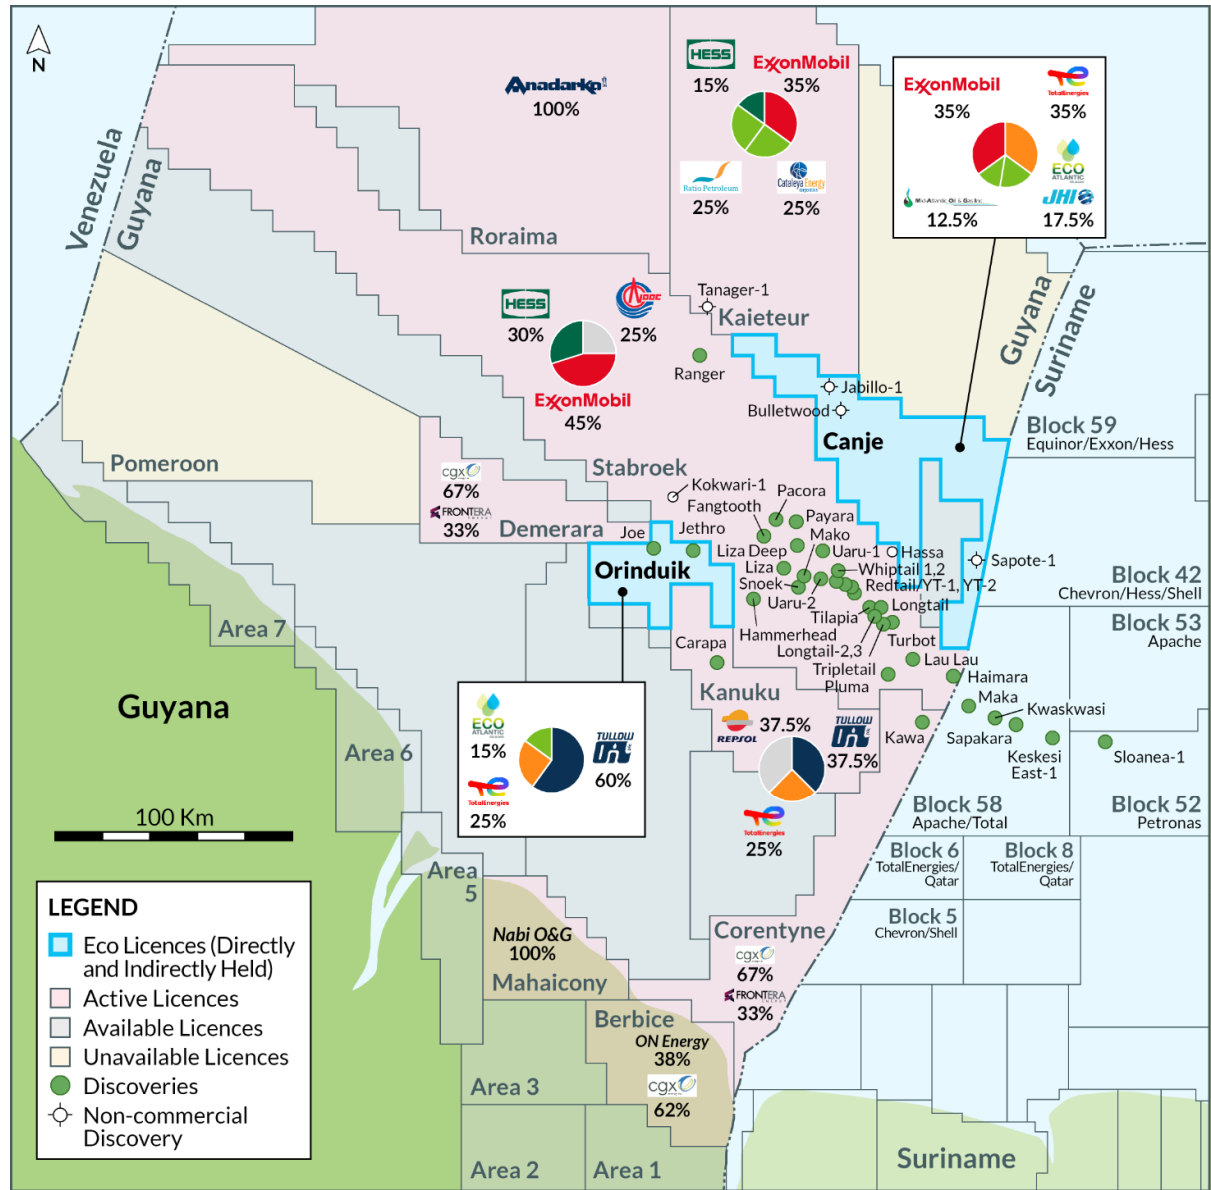 N
Venezuela
Guyana
Anadarko
100%
HESS
15%
ExxonMobil
35%
Ratio Petroleum
25%
Cataleya Energy
25%
ExxonMobil
35%
TotalEnergies
35%
ECO
ATLANTIC
Mid-Atlantic Oil & Gas Inc.
12.5%
JHI
17.5%
Roraima
Tanager-1
Kaieteur
Guyana
Suriname
HESS
30%
CNOOC
25%
ExxonMobil
45%
Ranger
Jabillo-1
Bulletwood
Canje
Block 59
Equinor/Exxon/Hess
Pomeroon
cgx
67%
FRONTERA
33%
Demerara
Stabroek
Kokwari-1
Fangtooth
Pacora
Payara
Mako
Joe
Jethro
Liza Deep
Uaru-1
Hassa
Liza
Whiptail 1,2
Snoek
Redtail/YT-1, YT-2
Uaru-2
Sapote-1
Orinduik
Tilapia
Longtail
Hammerhead
Longtail-2,3
Turbot
Carapa
Tripletail
Pluma
Lau Lau
Haimara
Block 42
Chevron/Hess/Shell
Block 53
Apache
Maka
Kwaskwasi
Kawa
Sapakara
Keskesi
East-1
Sloanea-1
Area 7
Guyana
Area 6
100 Km
ECO
ATLANTIC
15%
TULLOW
60%
TotalEnergies
25%
Kanuku
REPSOL
37.5%
TULLOW
37.5%
TotalEnergies
25%
Block 58
Apache/Total
Block 52
Petronas
Block 6
TotalEnergies/
Qatar
Block 8
TotalEnergies/
Qatar
Block 5
Chevron/Shell
Area
5
Nabi O&G
100%
Mahaicony
Corentyne
cgx
67%
FRONTERA
33%
Berbice
ON Energy
38%
cgx
62%
Area 3
Area 2
Area 1
Suriname
LEGEND
Eco Licences (Directly
and Indirectly Held)
Active Licences
Available Licences
Unavailable Licences
Discoveries
Non-commercial
Discovery